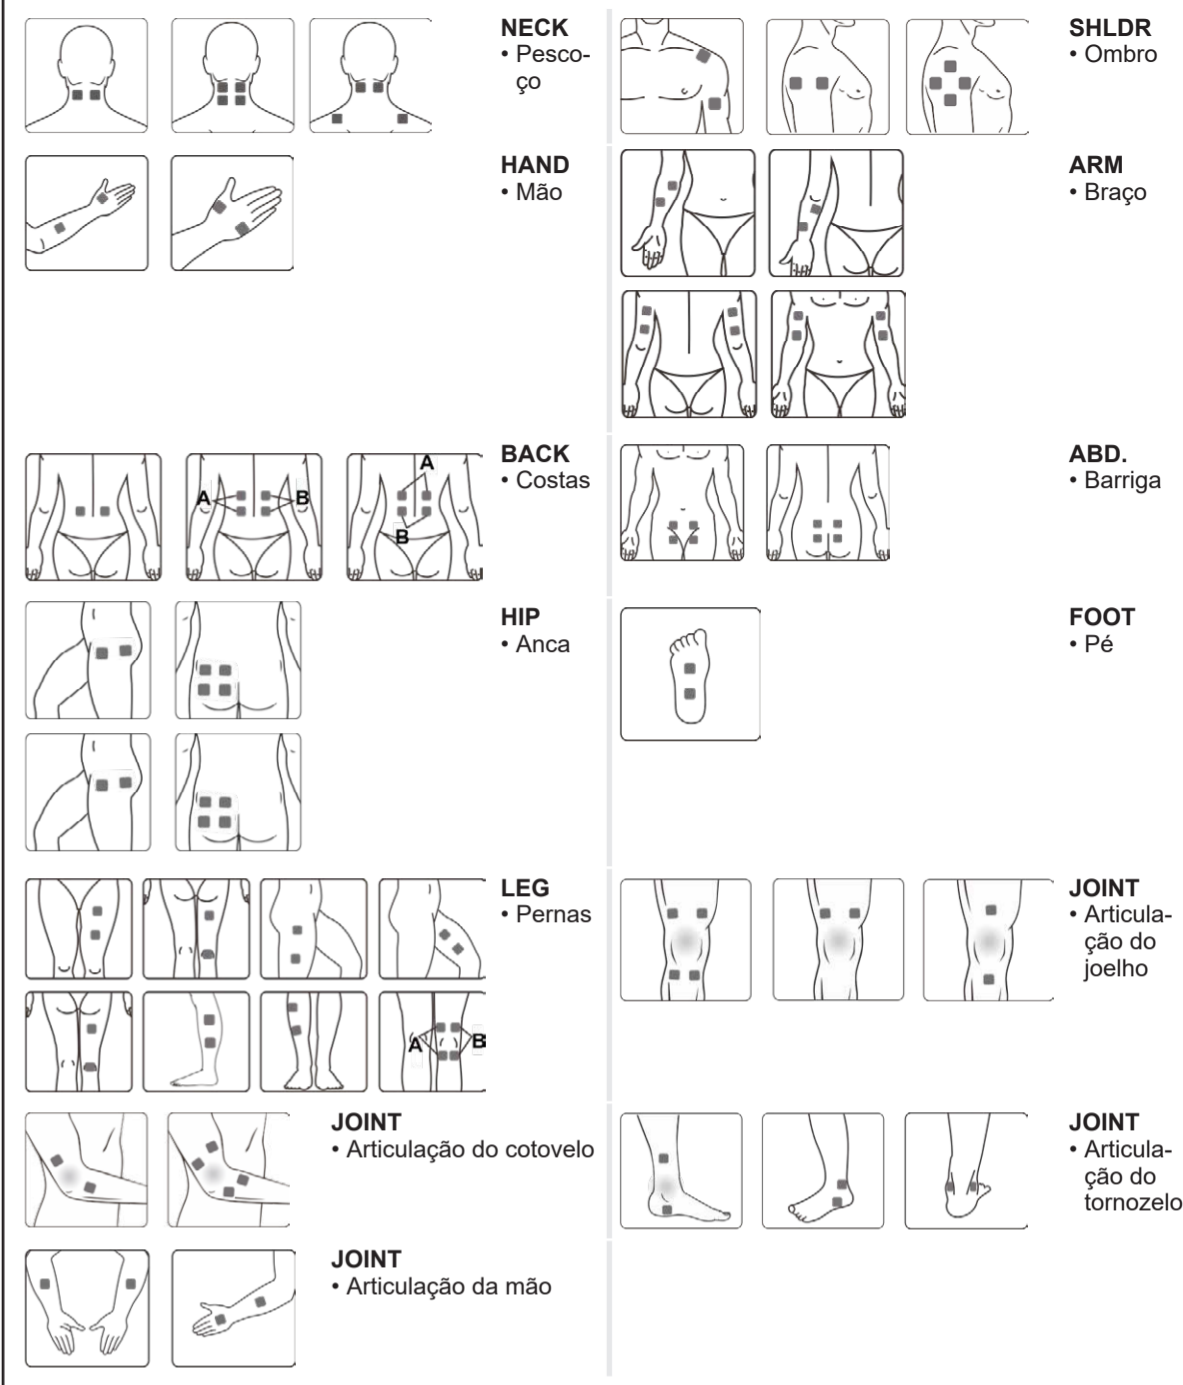 NECK
• Pesco-
ço
SHLDR
• Ombro
HAND
• Mão
ARM
• Braço
BACK
• Costas
A
B
A
B
ABD.
• Barriga
HIP
• Anca
FOOT
• Pé
LEG
• Pernas
A
B
JOINT
• Articula-
ção do
joelho
JOINT
• Articulação do cotovelo
JOINT
• Articula-
ção do
tornozelo
JOINT
• Articulação da mão